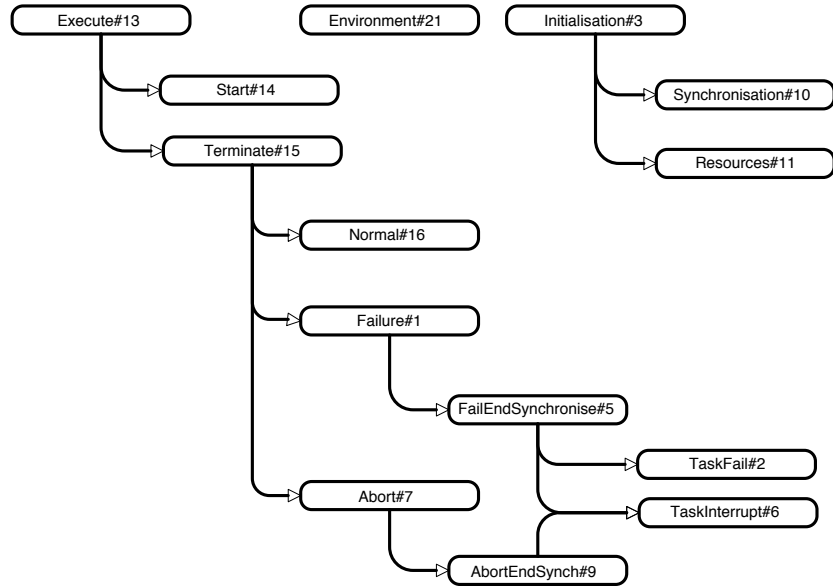 Execute#13
Environment#21
Initialisation#3
Start#14
Synchronisation#10
Terminate#15
Resources#11
Normal#16
Failure#1
FailEndSynchronise#5
TaskFail#2
Abort#7
TaskInterrupt#6
AbortEndSynch#9